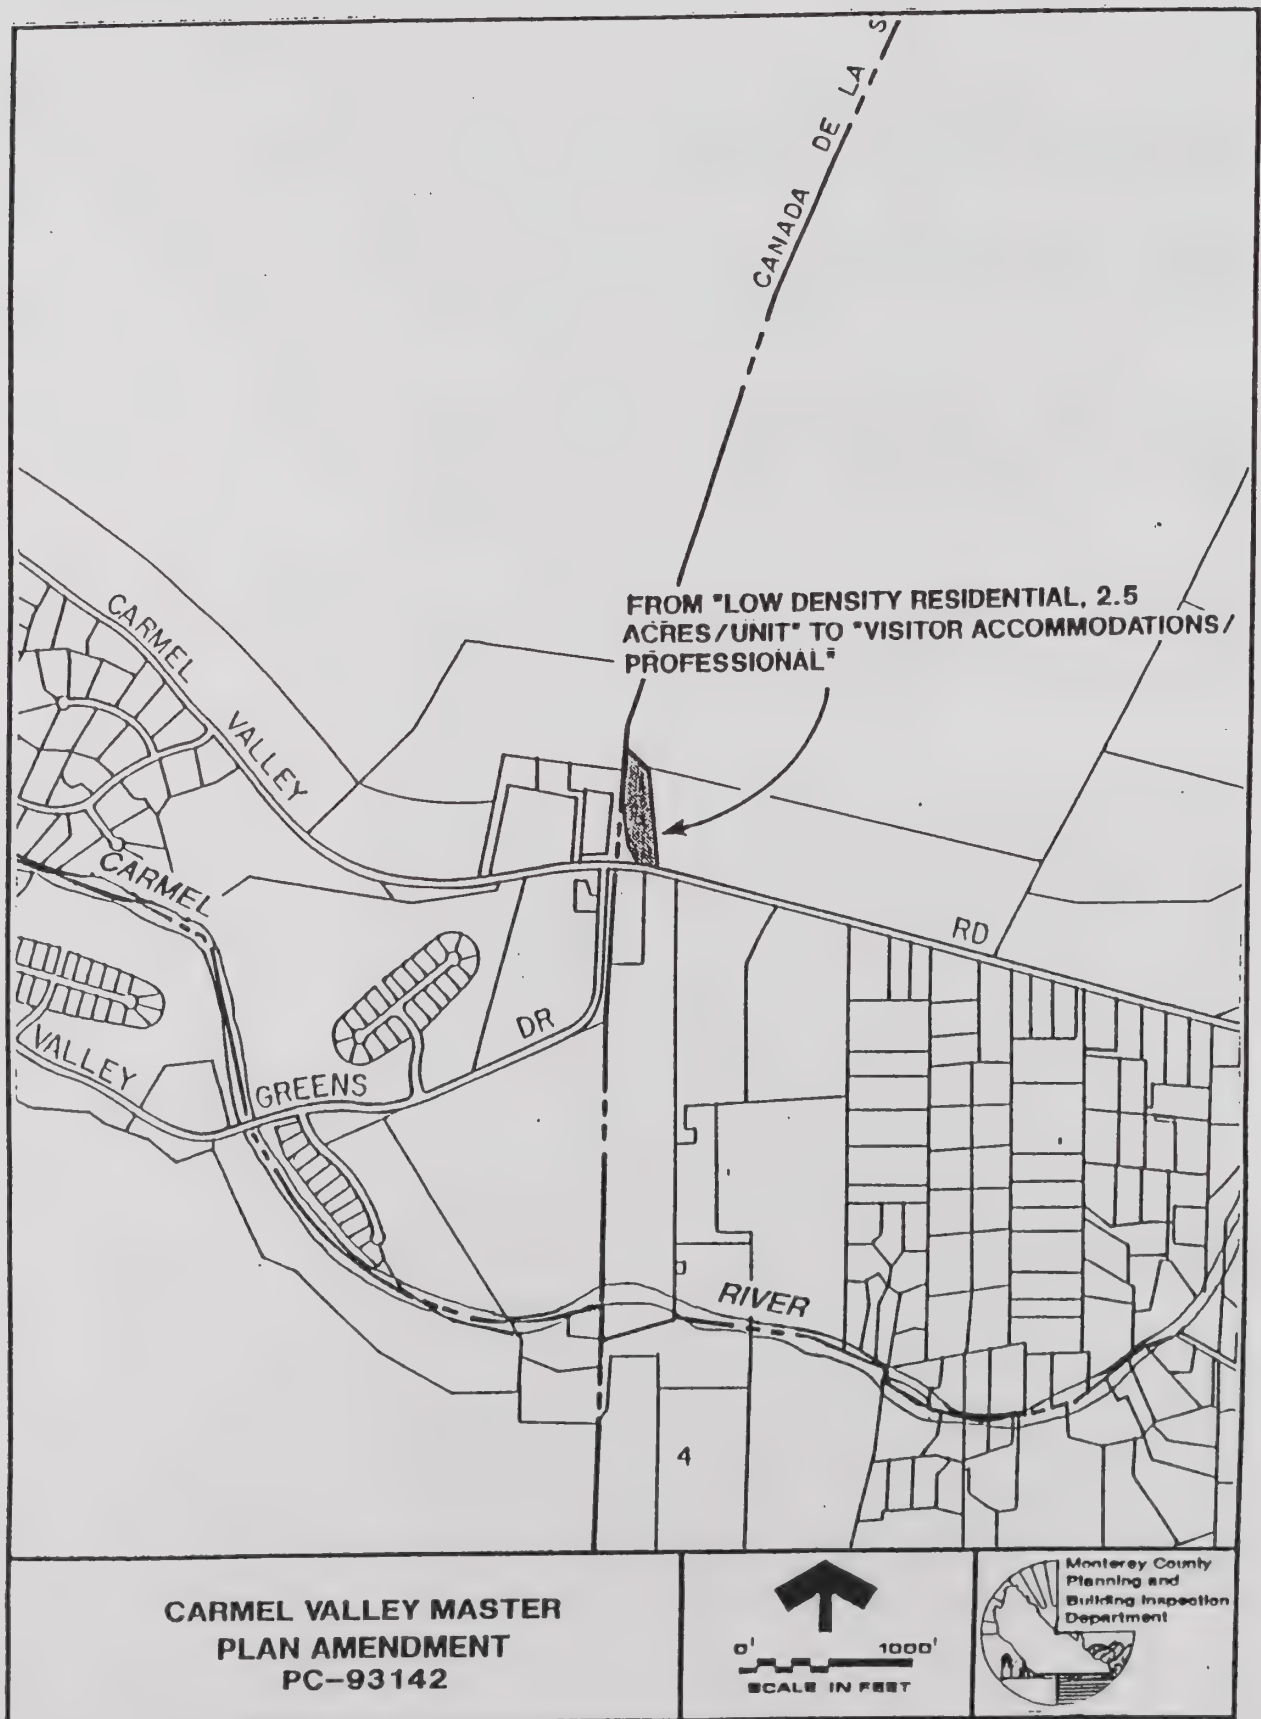 CANADA DE LA S
FROM "LOW DENSITY RESIDENTIAL, 2.5
ACRES/UNIT" TO "VISITOR ACCOMMODATIONS/
PROFESSIONAL"
CARMEL
VALLEY
RD
CARMEL
VALLEY
GREENS
DR
RIVER
4
CARMEL VALLEY MASTER
PLAN AMENDMENT
PC-93142
0' 1000'
SCALE IN FEET
Monterey County
Planning and
Building Inspection
Department